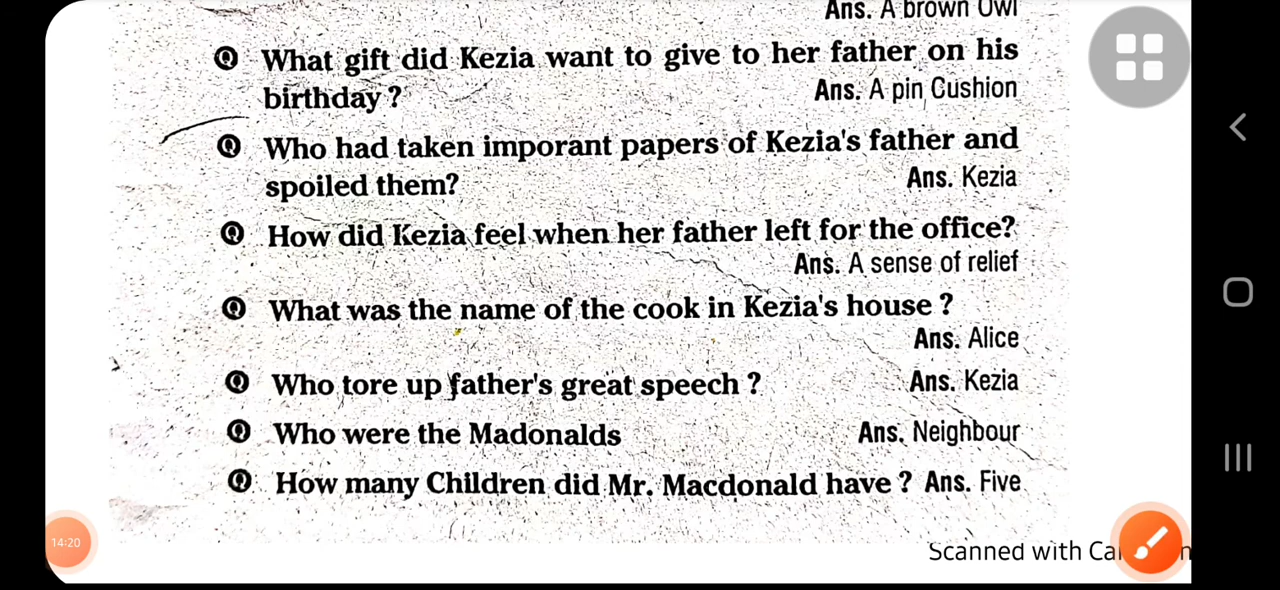 Ans. A brown Owl
Q What gift did Kezia want to give to her father on his
birthday ? Ans. A pin Cushion
Q Who had taken imporant papers of Kezia's father and
spoiled them? Ans. Kezia
Q How did Kezia feel when her father left for the office?
Ans. A sense of relief
Q What was the name of the cook in Kezia's house ?
Ans. Alice
Q Who tore up father's great speech ? Ans. Kezia
Q Who were the Madonalds Ans. Neighbour
Q How many Children did Mr. Macdonald have ? Ans. Five
14:20
Scanned with